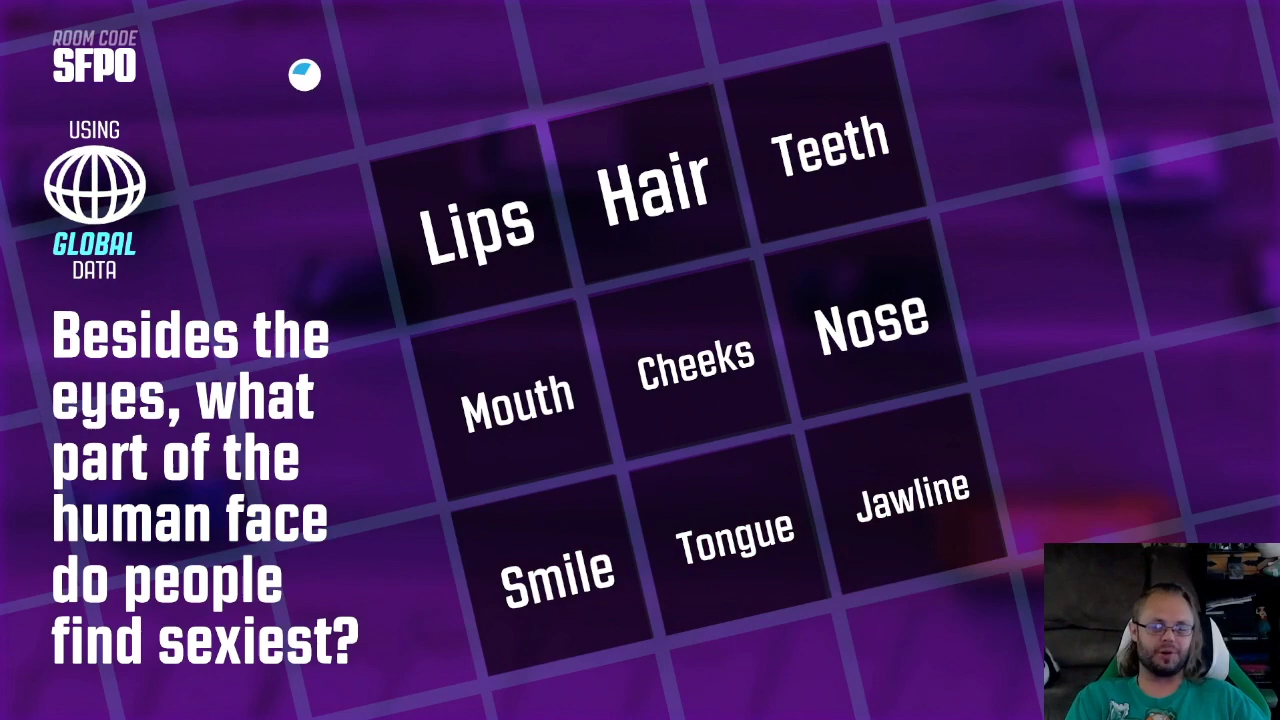 ROOM CODE
SFPO
USING
GLOBAL
DATA
Besides the
eyes, what
part of the
human face
do people
find sexiest?
Lips
Hair
Teeth
Mouth
Cheeks
Nose
Smile
Tongue
Jawline